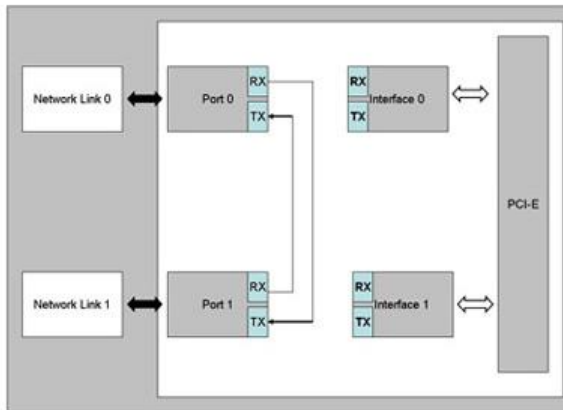 Network Link 0
Port 0
RX
TX
RX
TX
Interface 0
PCI-E
Network Link 1
Port 1
RX
TX
RX
TX
Interface 1